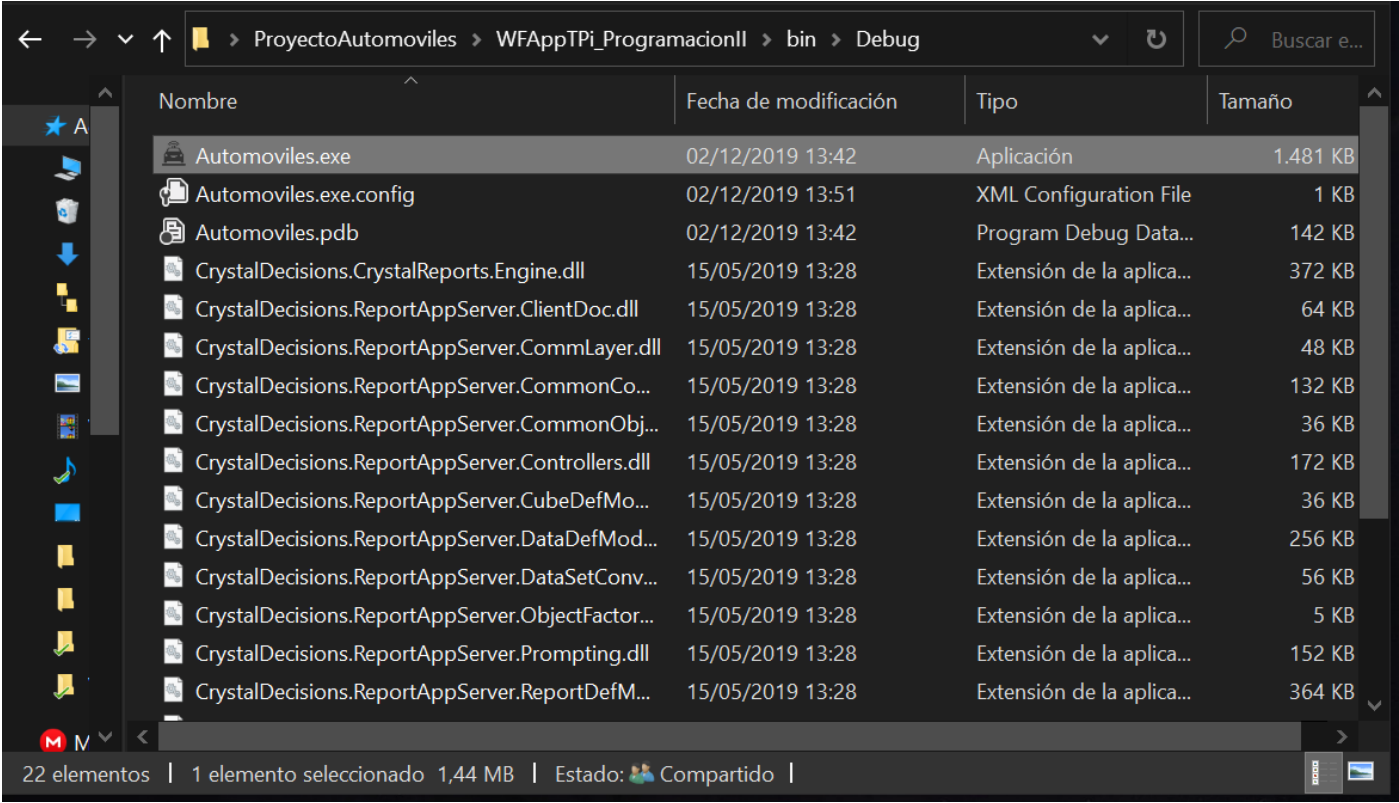 ProyectoAutomoviles > WFAppTPi_ProgramacionII > bin > Debug Buscar e...
Nombre Fecha de modificación Tipo Tamaño
A
Automoviles.exe 02/12/2019 13:42 Aplicación 1.481 KB
Automoviles.exe.config 02/12/2019 13:51 XML Configuration File 1 KB
Automoviles.pdb 02/12/2019 13:42 Program Debug Data... 142 KB
CrystalDecisions.CrystalReports.Engine.dll 15/05/2019 13:28 Extensión de la aplica... 372 KB
CrystalDecisions.ReportAppServer.ClientDoc.dll 15/05/2019 13:28 Extensión de la aplica... 64 KB
CrystalDecisions.ReportAppServer.CommLayer.dll 15/05/2019 13:28 Extensión de la aplica... 48 KB
CrystalDecisions.ReportAppServer.CommonCo... 15/05/2019 13:28 Extensión de la aplica... 132 KB
CrystalDecisions.ReportAppServer.CommonObj... 15/05/2019 13:28 Extensión de la aplica... 36 KB
CrystalDecisions.ReportAppServer.Controllers.dll 15/05/2019 13:28 Extensión de la aplica... 172 KB
CrystalDecisions.ReportAppServer.CubeDefMo... 15/05/2019 13:28 Extensión de la aplica... 36 KB
CrystalDecisions.ReportAppServer.DataDefMod... 15/05/2019 13:28 Extensión de la aplica... 256 KB
CrystalDecisions.ReportAppServer.DataSetConv... 15/05/2019 13:28 Extensión de la aplica... 56 KB
CrystalDecisions.ReportAppServer.ObjectFactor... 15/05/2019 13:28 Extensión de la aplica... 5 KB
CrystalDecisions.ReportAppServer.Prompting.dll 15/05/2019 13:28 Extensión de la aplica... 152 KB
CrystalDecisions.ReportAppServer.ReportDefM... 15/05/2019 13:28 Extensión de la aplica... 364 KB
M
22 elementos | 1 elemento seleccionado 1,44 MB | Estado: Compartido |